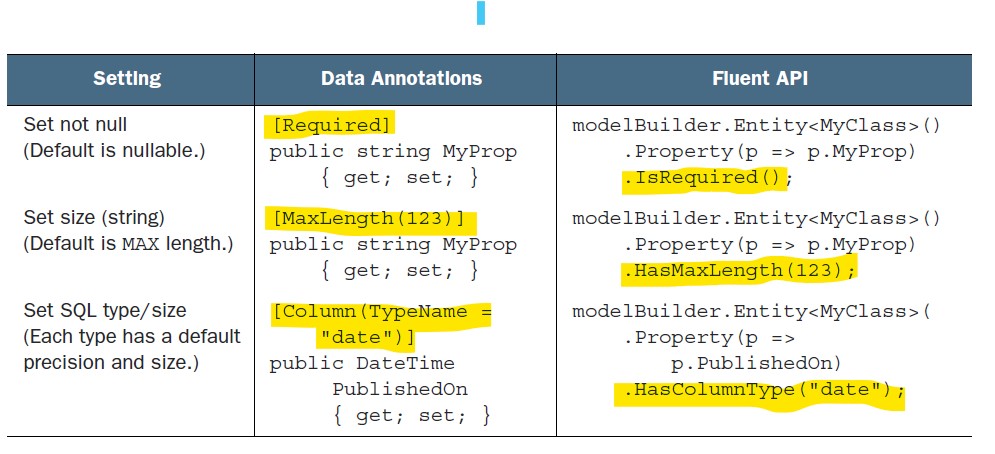 Setting Data Annotations Fluent API
Set not null
(Default is nullable.)
[Required]
public string MyProp
{ get; set; }
modelBuilder.Entity<MyClass>()
.Property(p => p.MyProp)
.IsRequired();
Set size (string)
(Default is MAX length.)
[MaxLength(123)]
public string MyProp
{ get; set; }
modelBuilder.Entity<MyClass>()
.Property(p => p.MyProp)
.HasMaxLength(123);
Set SQL type/size
(Each type has a default
precision and size.)
[Column(TypeName =
"date")]
public DateTime
PublishedOn
{ get; set; }
modelBuilder.Entity<MyClass>(
.Property(p =>
p.PublishedOn)
.HasColumnType("date");